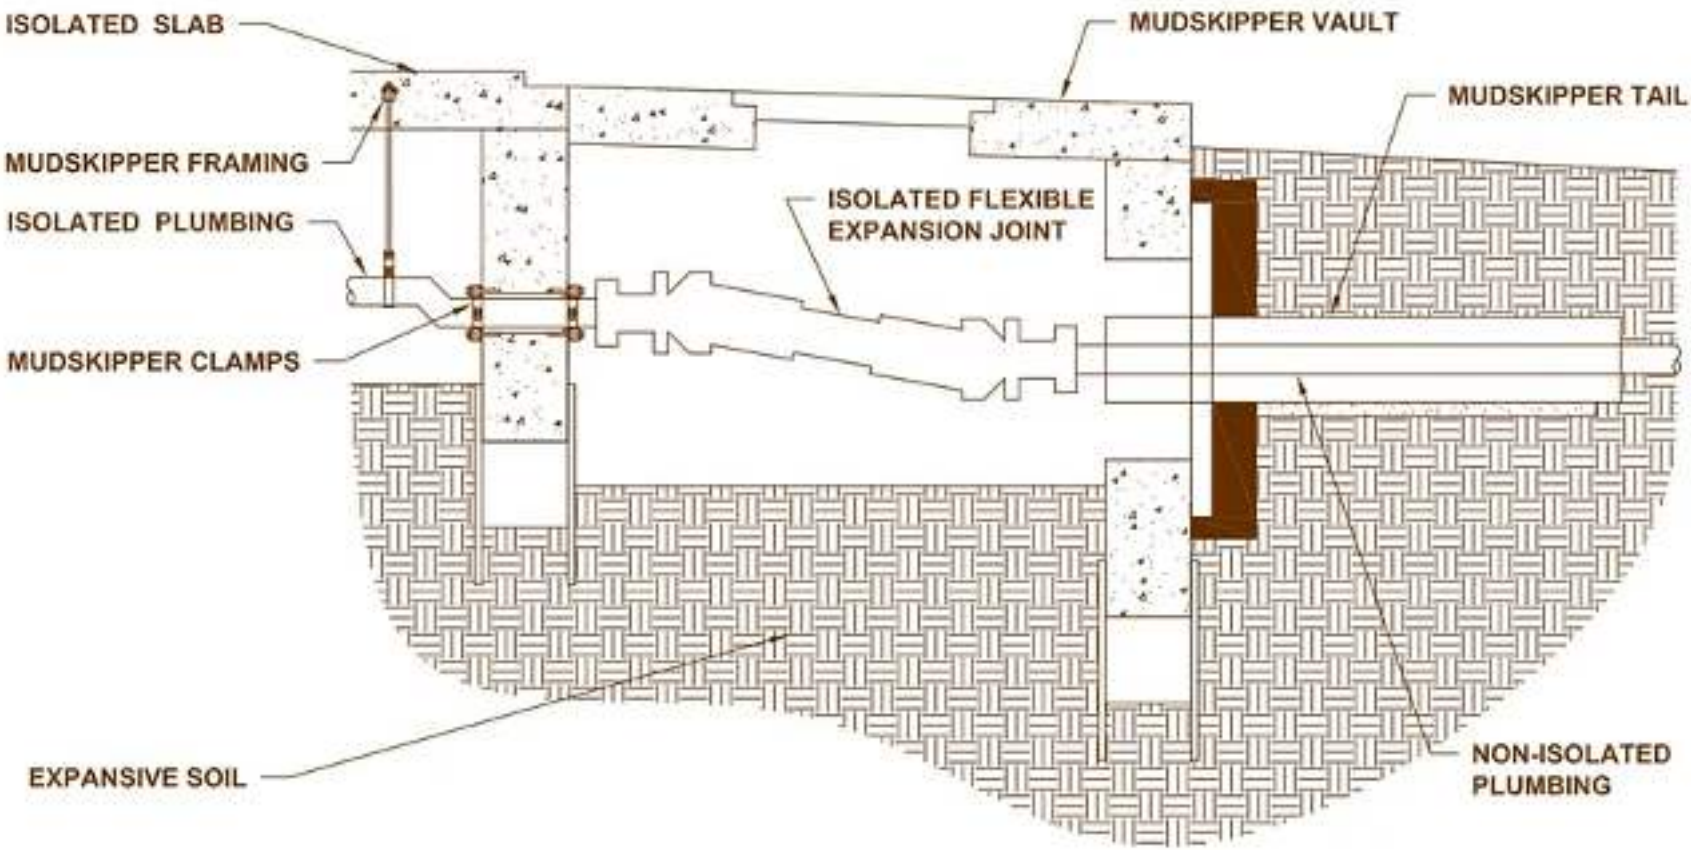 ISOLATED SLAB
MUDSKIPPER VAULT
MUDSKIPPER TAIL
MUDSKIPPER FRAMING
ISOLATED PLUMBING
ISOLATED FLEXIBLE
EXPANSION JOINT
MUDSKIPPER CLAMPS
EXPANSIVE SOIL
NON-ISOLATED
PLUMBING